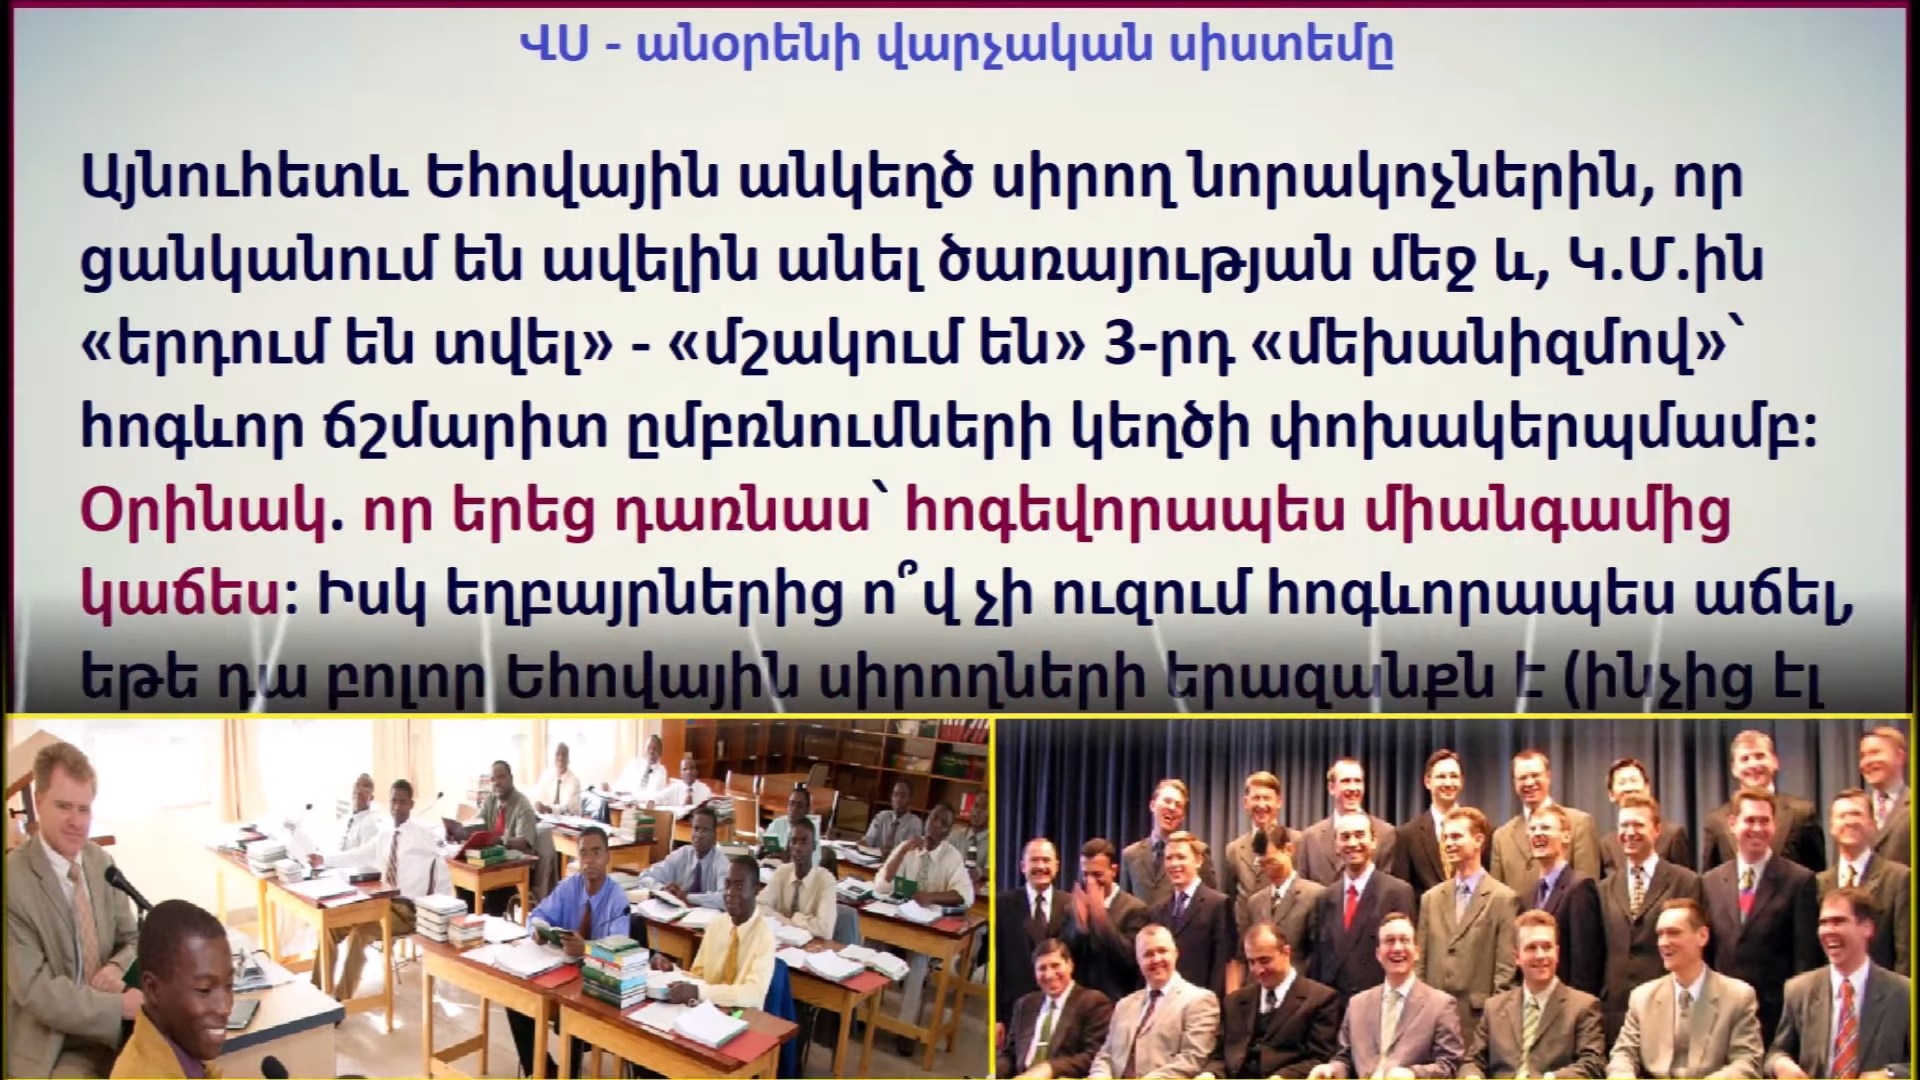 ՎՍ - անօրենի վարչական սիստեմը
Այնուհետև Եհովային անկեղծ սիրող նորակոչներին, որ
ցանկանում են ավելին անել ծառայության մեջ և, Կ.Մ.ին
«երդում են տվել» - «մշակում են» 3-րդ «մեխանիզմով»՝
հոգևոր ճշմարիտ ըմբռնումների կեղծի փոխակերպմամբ:
Օրինակ. որ երեց դառնաս՝ հոգեվորապես միանգամից
կաճես: Իսկ եղբայրներից ո՞վ չի ուզում հոգևորապես աճել,
եթե դա բոլոր Եհովային սիրողների երազանքն է (ինչից էլ